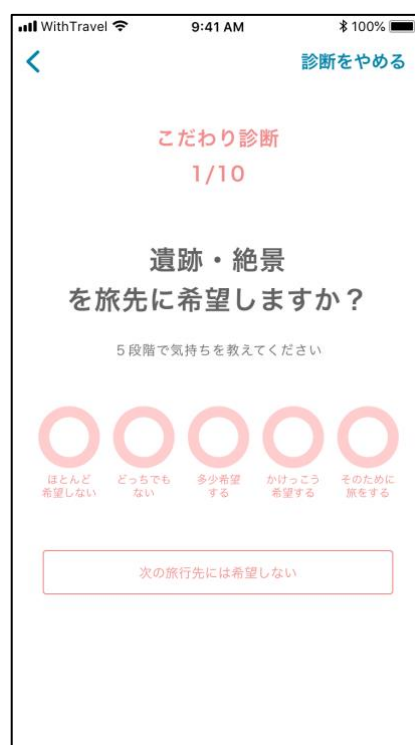 WithTravel 9:41 AM 100%
診断をやめる
こだわり診断
1/10
遺跡・絶景
を旅先に希望しますか？
5段階で気持ちを教えてください
ほとんど
希望しない
どっちでも
ない
多少希望
する
かけっこう
希望する
そのために
旅をする
次の旅行先には希望しない